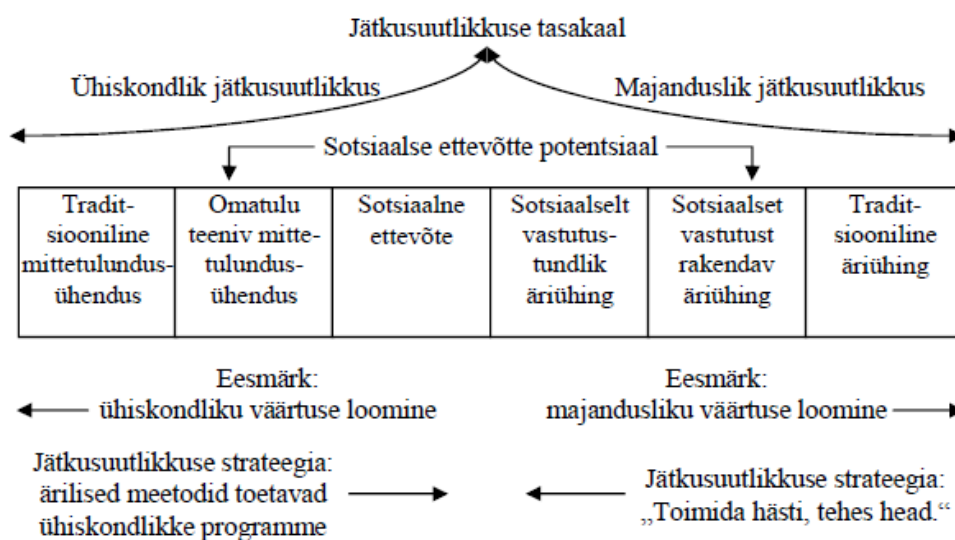 Jätkusuutlikkuse tasakaal
Ühiskondlik jätkusuutlikkus
Majanduslik jätkusuutlikkus
Sotsiaalse ettevõtte potentsiaal
Tradit-
siooniline
mittetulundus-
ühendus
Omatulu
teeniv mitte-
tulundus-
ühendus
Sotsiaalne
ettevõte
Sotsiaalselt
vastutus-
tundlik
äriühing
Sotsiaalset
vastutust
rakendav
äriühing
Tradit-
siooniline
äriühing
Eesmärk:
ühiskondliku väärtuse loomine
Eesmärk:
majandusliku väärtuse loomine
Jätkusuutlikkuse strateegia:
ärilised meetodid toetavad
ühiskondlikke programme
Jätkusuutlikkuse strateegia:
„Toimida hästi, tehes head.“